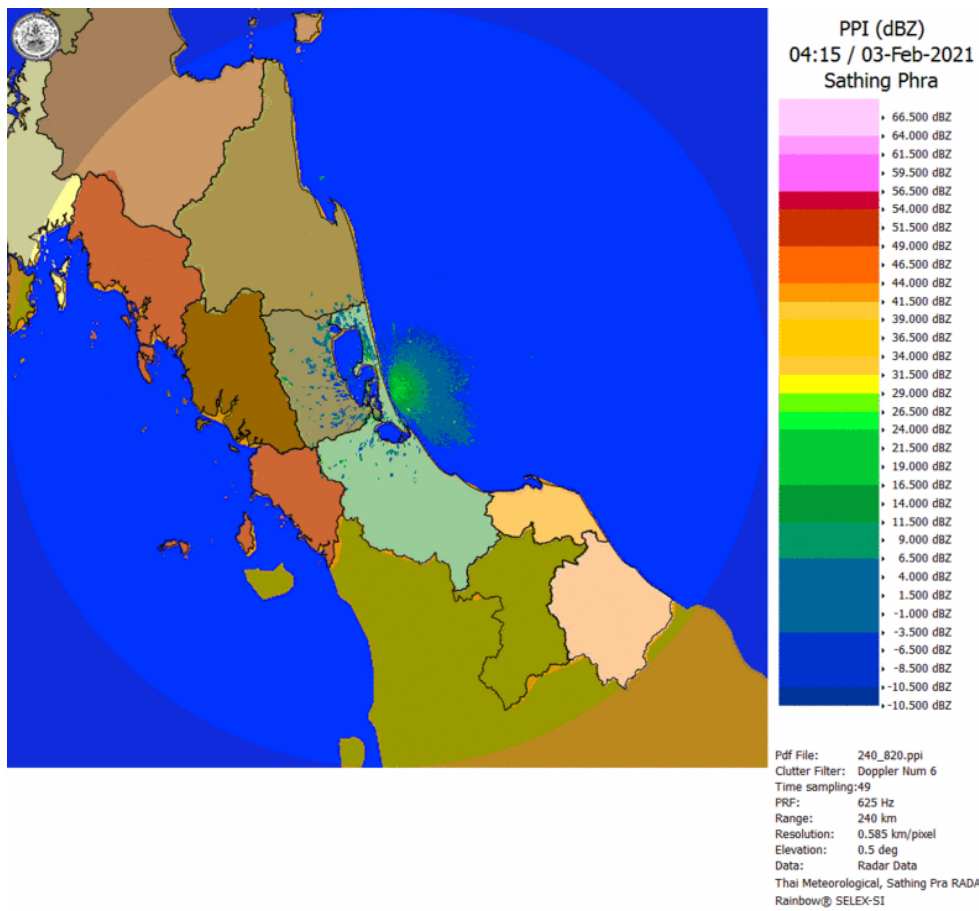 PPI (dBZ)
04:15 / 03-Feb-2021
Sathing Phra
66.500 dBZ
64.000 dBZ
61.500 dBZ
59.500 dBZ
56.500 dBZ
54.000 dBZ
51.500 dBZ
49.000 dBZ
46.500 dBZ
44.000 dBZ
41.500 dBZ
39.000 dBZ
36.500 dBZ
34.000 dBZ
31.500 dBZ
29.000 dBZ
26.500 dBZ
24.000 dBZ
21.500 dBZ
19.000 dBZ
16.500 dBZ
14.000 dBZ
11.500 dBZ
9.000 dBZ
6.500 dBZ
4.000 dBZ
1.500 dBZ
-1.000 dBZ
-3.500 dBZ
-6.500 dBZ
-8.500 dBZ
-10.500 dBZ
-10.500 dBZ
Pdf File: 240_820.ppi
Clutter Filter: Doppler Num 6
Time sampling:49
PRF: 625 Hz
Range: 240 km
Resolution: 0.585 km/pixel
Elevation: 0.5 deg
Data: Radar Data
Thai Meteorological, Sathing Pra RADA
Rainbow® SELEX-SI